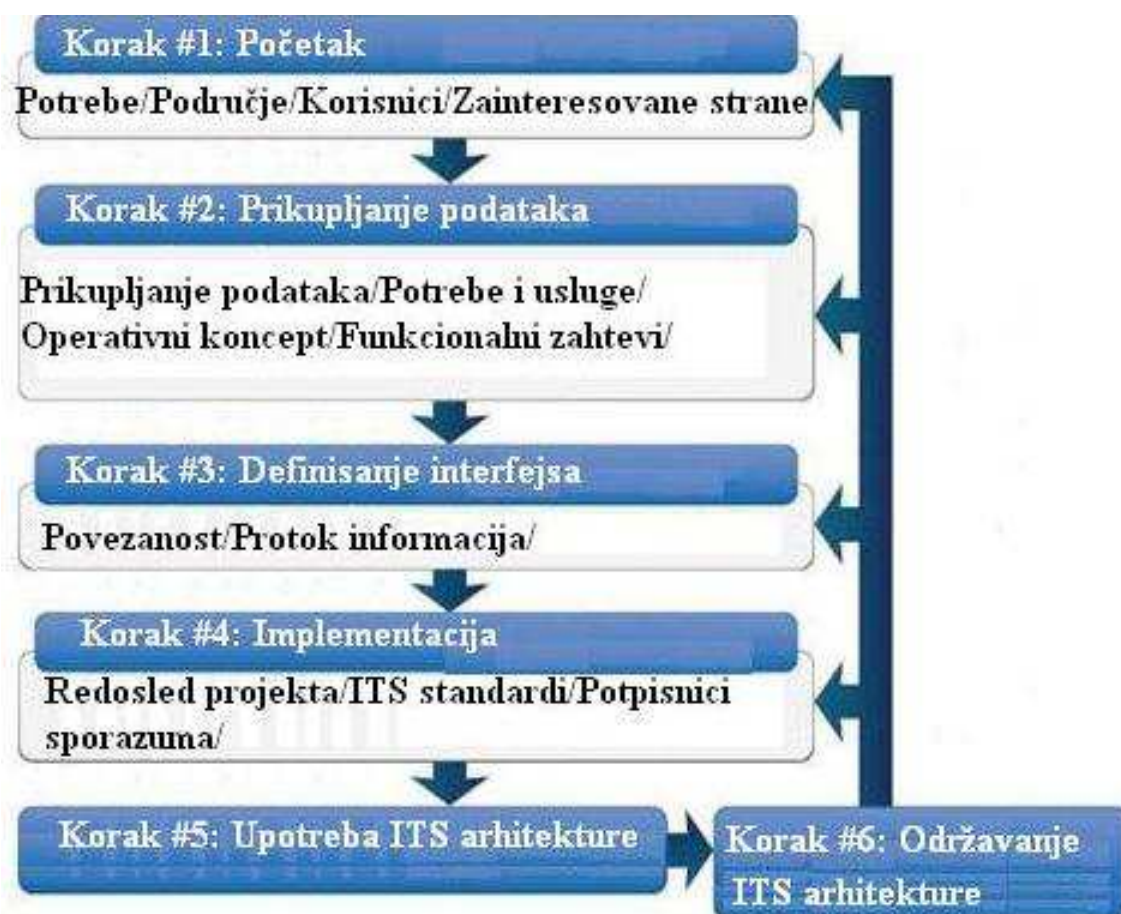 Korak #1: Početak
Potrebe/Područje/Korisnici/Zainteresovane strane/
Korak #2: Prikupljanje podataka
Prikupljanje podataka/Potrebe i usluge/
Operativni koncept/Funkcionalni zahtevi/
Korak #3: Definisanje interfejsa
Povezanost/Protok informacija/
Korak #4: Implementacija
Redosled projekta/ITS standardi/Potpisnici
sporazuma/
Korak #5: Upotreba ITS arhitekture
Korak #6: Održavanje
ITS arhitekture